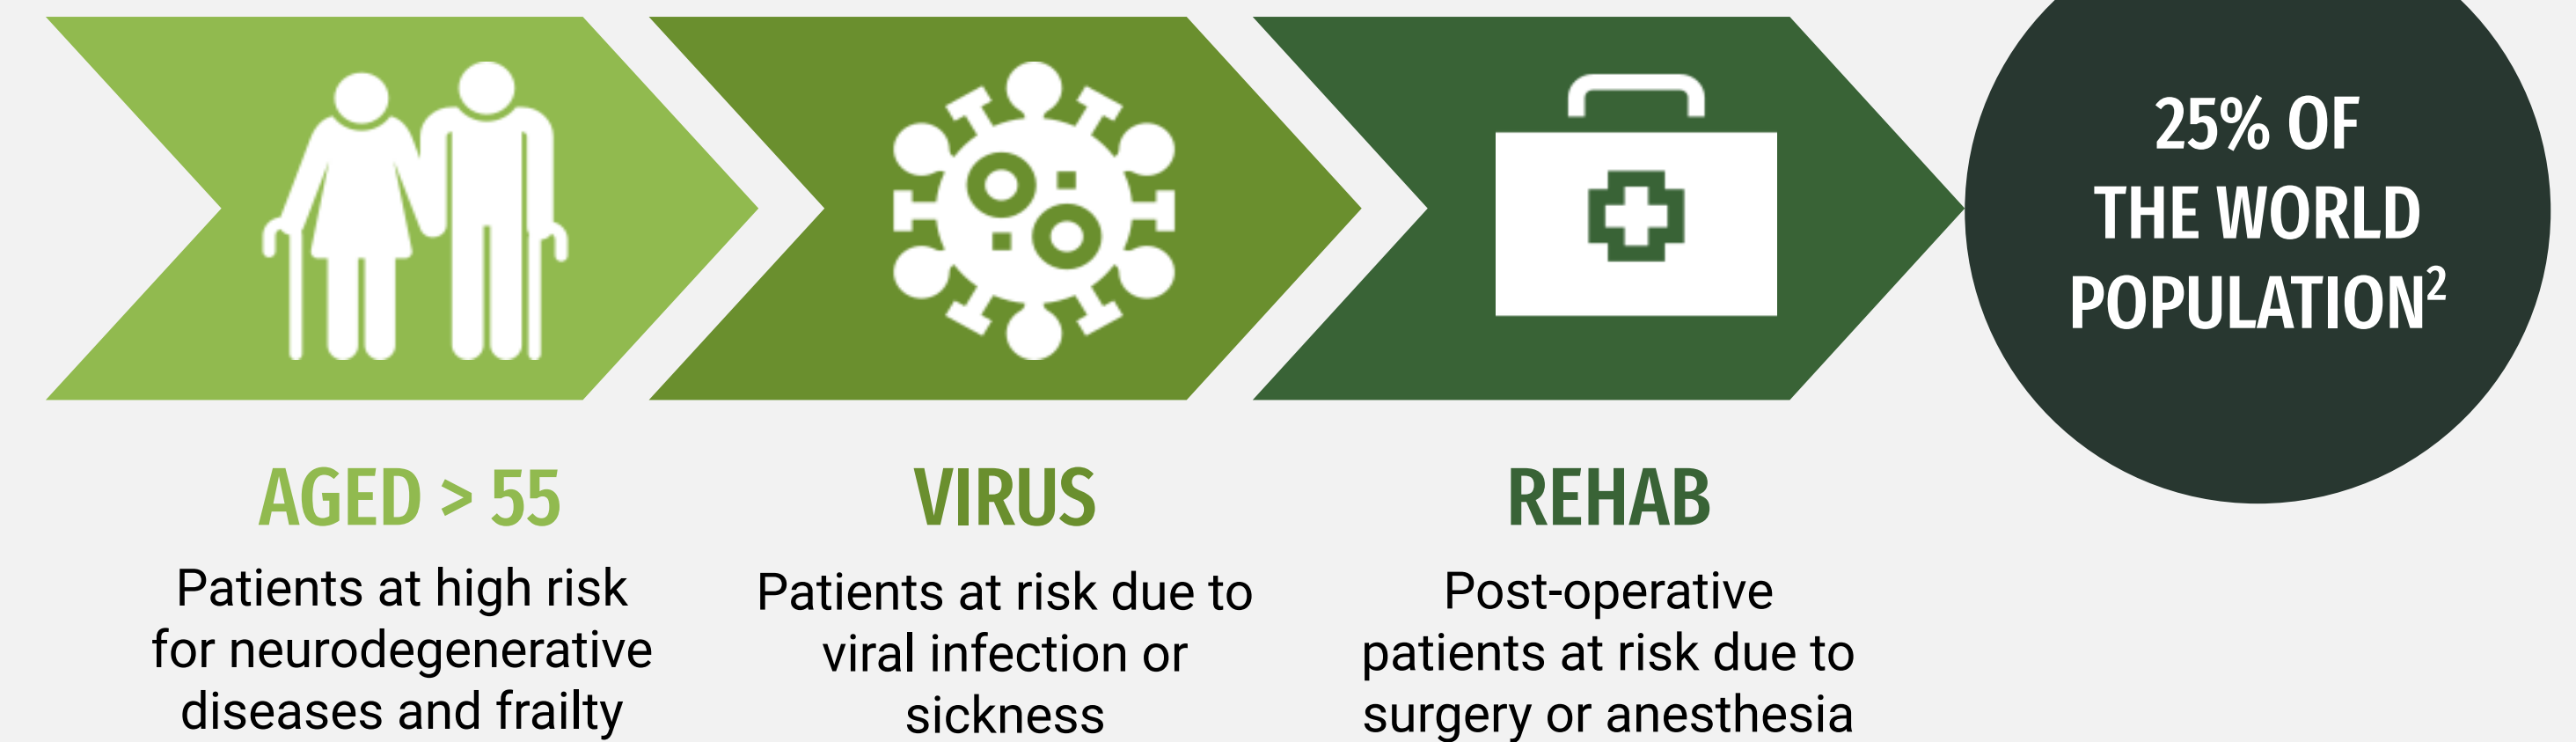 25% OF
THE WORLD
POPULATION²
AGED > 55
Patients at high risk
for neurodegenerative
diseases and frailty
VIRUS
Patients at risk due to
viral infection or
sickness
REHAB
Post-operative
patients at risk due to
surgery or anesthesia